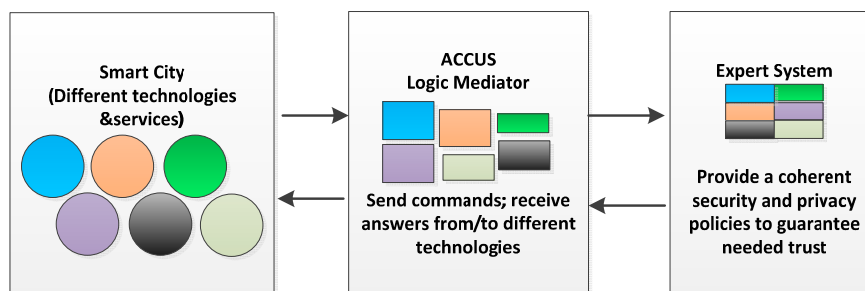 Smart City
(Different technologies
&services)
ACCUS
Logic Mediator
Send commands; receive
answers from/to different
technologies
Expert System
Provide a coherent
security and privacy
policies to guarantee
needed trust